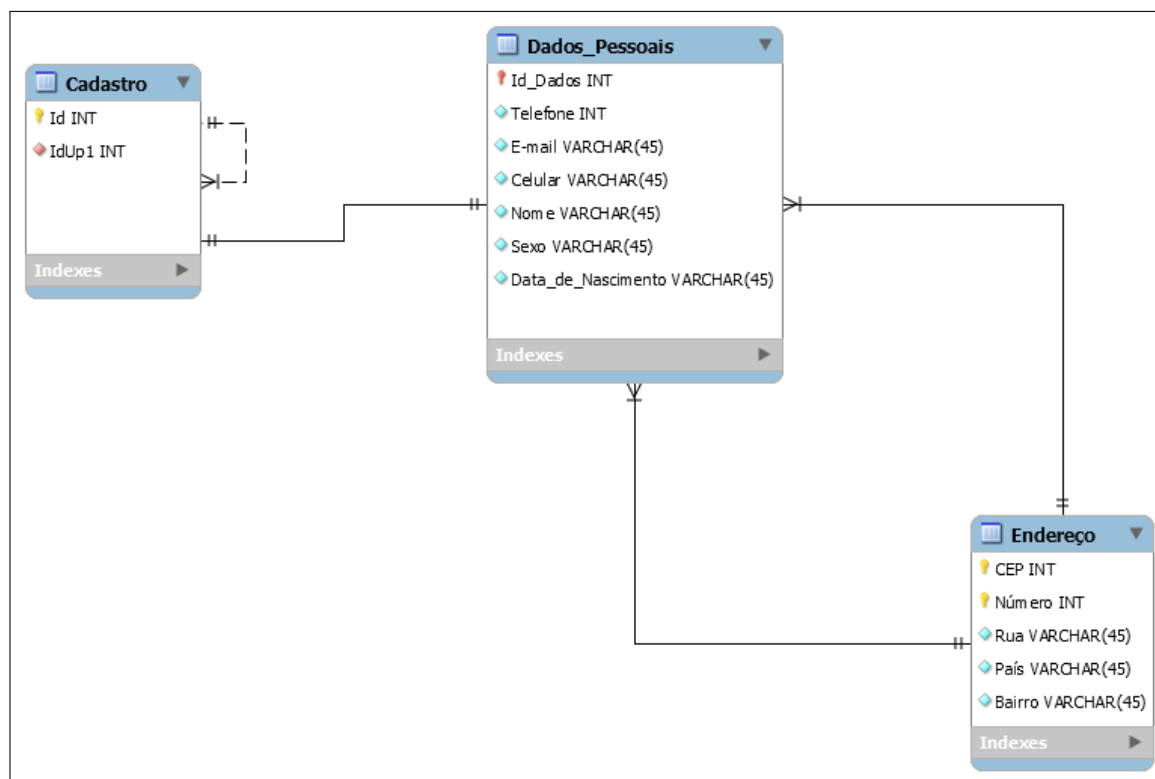 Cadastro
Id INT
IdUp1 INT
Indexes
Dados_Pessoais
Id_Dados INT
Telefone INT
E-mail VARCHAR(45)
Celular VARCHAR(45)
Nome VARCHAR(45)
Sexo VARCHAR(45)
Data_de_Nascimento VARCHAR(45)
Indexes
Endereço
CEP INT
Número INT
Rua VARCHAR(45)
País VARCHAR(45)
Bairro VARCHAR(45)
Indexes